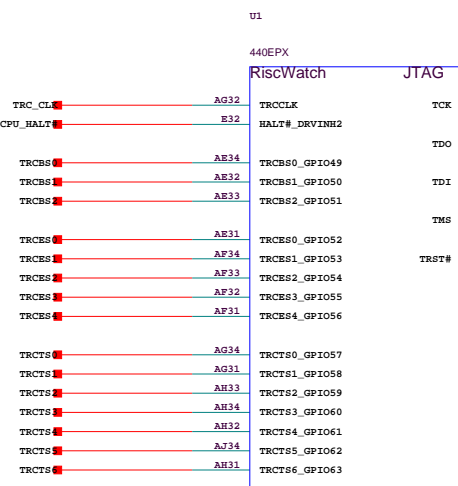 U1
440EPX
RiscWatch JTAG
TRC_CLK AG32 TRCCLK TCK
CPU_HALT# E32 HALT#_DRVINH2
TDO
TRCBS0 AE34 TRCBS0_GPIO49
TRCBS1 AE32 TRCBS1_GPIO50 TDI
TRCBS2 AE33 TRCBS2_GPIO51
TMS
TRCES0 AE31 TRCES0_GPIO52
TRCES1 AF34 TRCES1_GPIO53 TRST#
TRCES2 AF33 TRCES2_GPIO54
TRCES3 AF32 TRCES3_GPIO55
TRCES4 AF31 TRCES4_GPIO56
TRCTS0 AG34 TRCTS0_GPIO57
TRCTS1 AG31 TRCTS1_GPIO58
TRCTS2 AH33 TRCTS2_GPIO59
TRCTS3 AH34 TRCTS3_GPIO60
TRCTS4 AH32 TRCTS4_GPIO61
TRCTS5 AJ34 TRCTS5_GPIO62
TRCTS6 AH31 TRCTS6_GPIO63